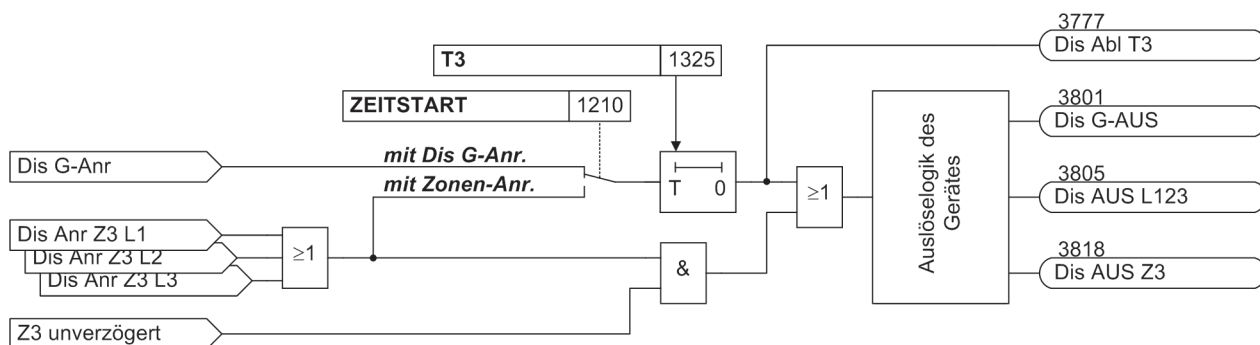 3777
Dis Abl T3
T3 1325
ZEITSTART 1210
3801
Dis G-AUS
Dis G-Anr
mit Dis G-Anr.
mit Zonen-Anr.
T 0
≥1
Auslöselogik des
Gerätes
3805
Dis AUS L123
Dis Anr Z3 L1
Dis Anr Z3 L2
Dis Anr Z3 L3
≥1
&
3818
Dis AUS Z3
Z3 unverzögert